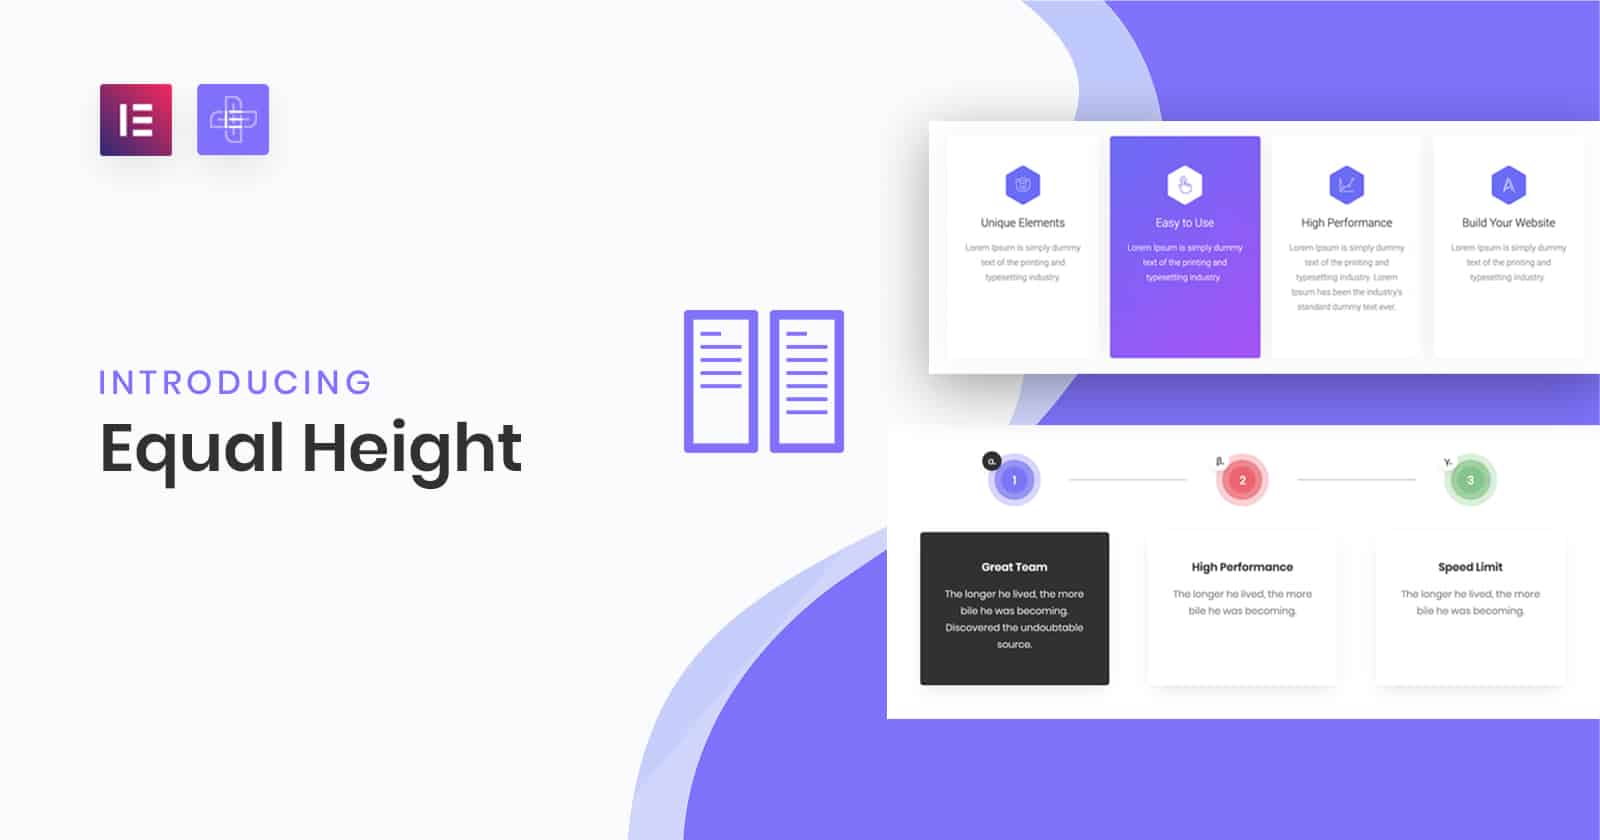 INTRODUCING
Equal Height
Unique Elements
Lorem Ipsum is simply dummy
text of the printing and
typesetting industry.
Easy to Use
Lorem Ipsum is simply dummy
text of the printing and
typesetting industry.
High Performance
Lorem Ipsum is simply dummy
text of the printing and
typesetting industry. Lorem
Ipsum has been the industry's
standard dummy text ever.
Build Your Website
Lorem Ipsum is simply dummy
text of the printing and
typesetting industry.
α.
1
β.
2
γ.
3
Great Team
The longer he lived, the more
bile he was becoming.
Discovered the undoubtable
source.
High Performance
The longer he lived, the more
bile he was becoming.
Speed Limit
The longer he lived, the more
bile he was becoming.